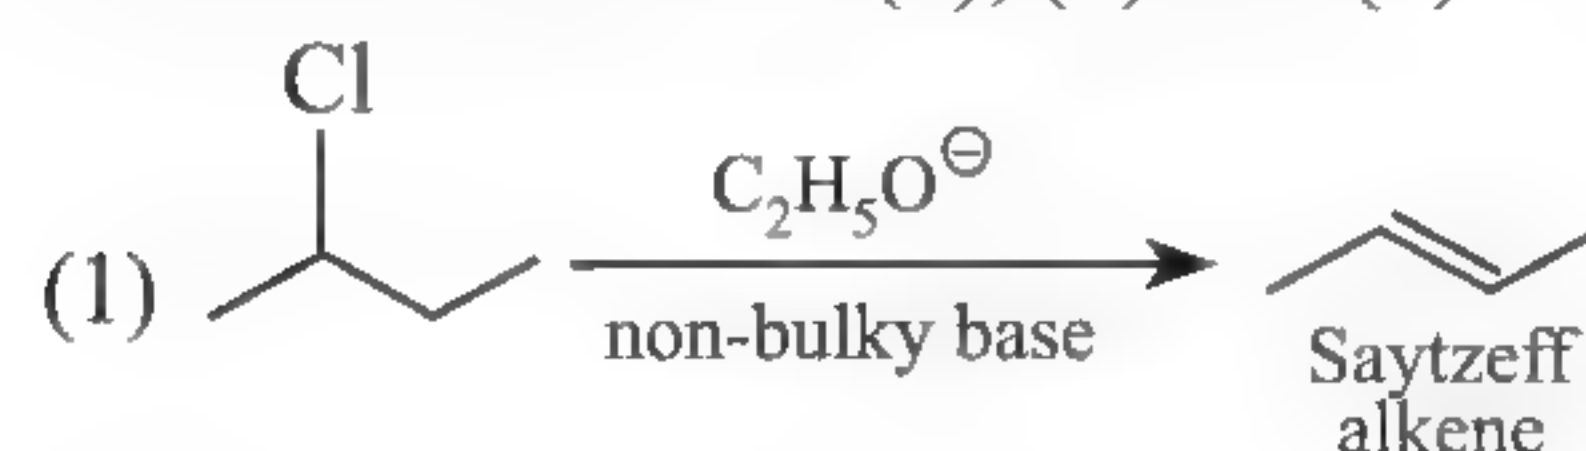 Cl
C₂H₅O⊖
(1)
non-bulky base
Saytzeff
alkene